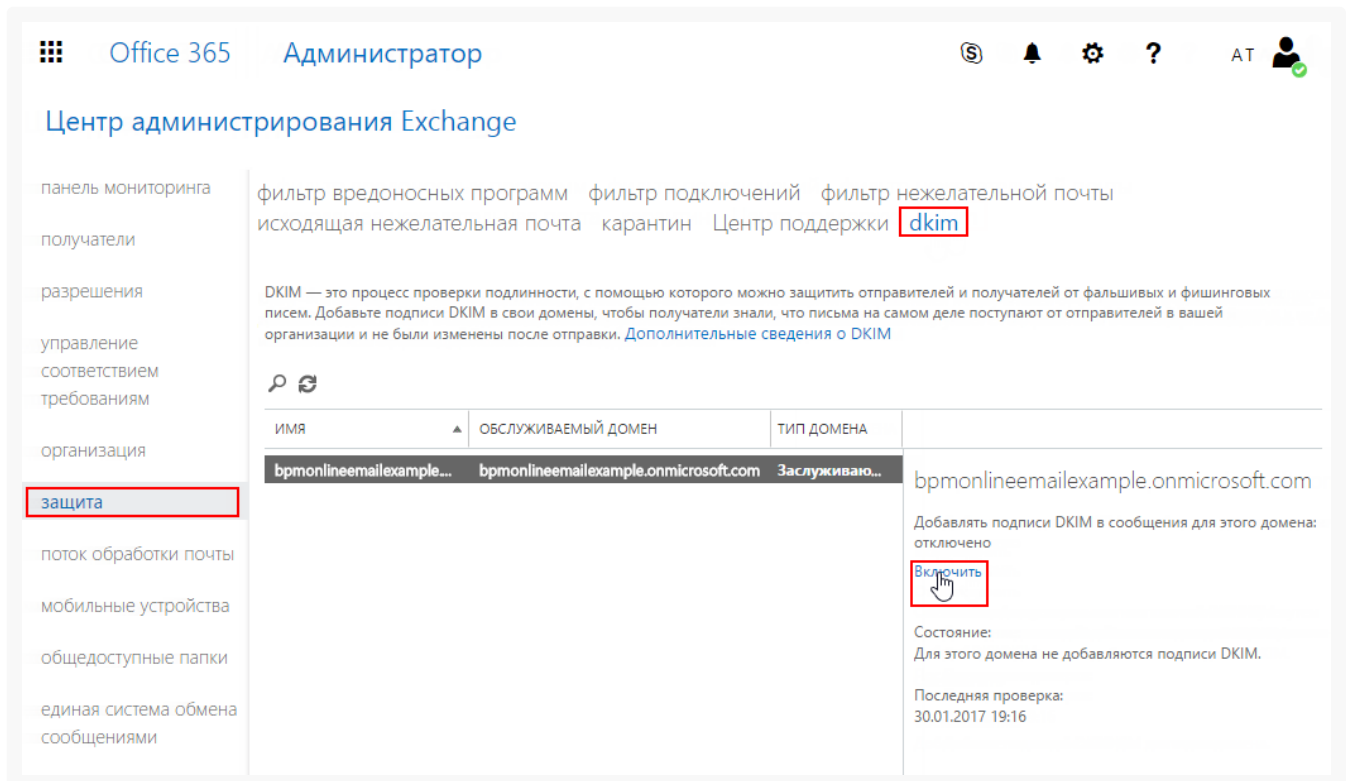 Office 365 Администратор ? АТ
Центр администрирования Exchange
панель мониторинга
получатели
разрешения
управление
соответствием
требованиям
организация
защита
поток обработки почты
мобильные устройства
общедоступные папки
единая система обмена
сообщениями
фильтр вредоносных программ фильтр подключений фильтр нежелательной почты
исходящая нежелательная почта карантин Центр поддержки dkim
DKIM — это процесс проверки подлинности, с помощью которого можно защитить отправителей и получателей от фальшивых и фишинговых
писем. Добавьте подписи DKIM в свои домены, чтобы получатели знали, что письма на самом деле поступают от отправителей в вашей
организации и не были изменены после отправки. Дополнительные сведения о DKIM
ИМЯ ОБСЛУЖИВАЕМЫЙ ДОМЕН ТИП ДОМЕНА
bpmonlineemailexample... bpmonlineemailexample.onmicrosoft.com Заслуживаю...
bpmonlineemailexample.onmicrosoft.com
Добавлять подписи DKIM в сообщения для этого домена:
отключено
Включить
Состояние:
Для этого домена не добавляются подписи DKIM.
Последняя проверка:
30.01.2017 19:16